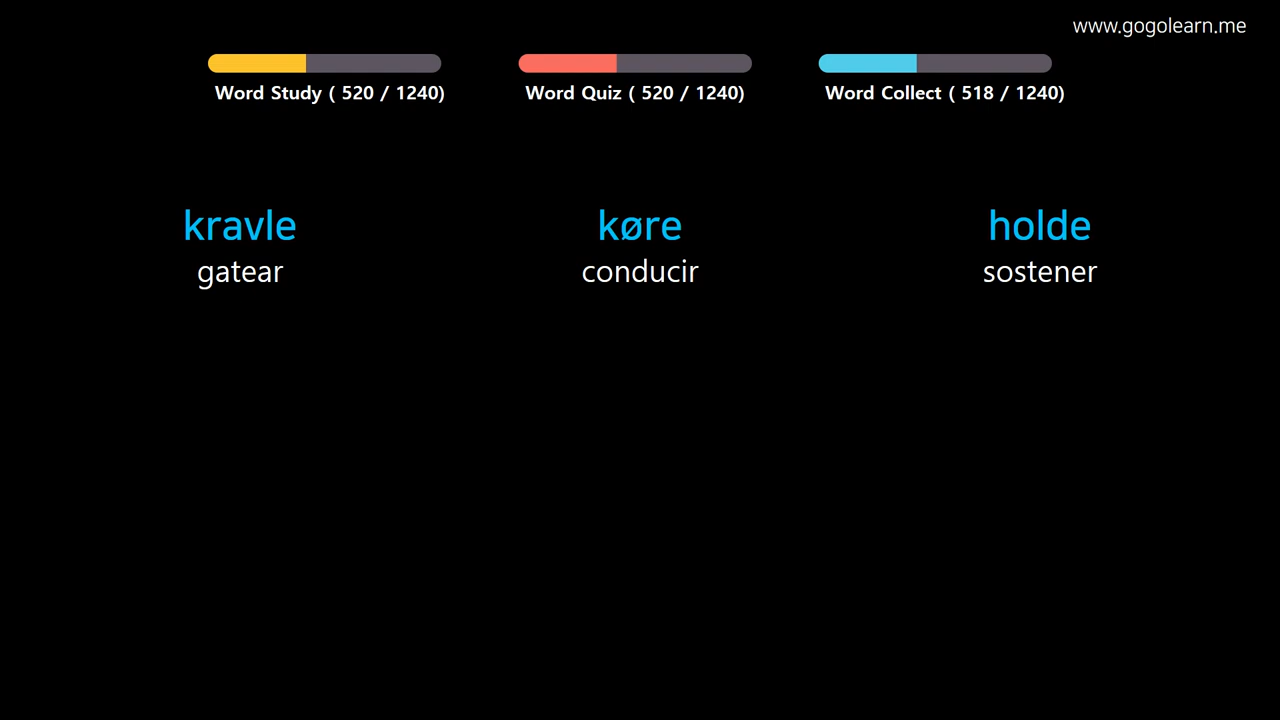 www.gogolearn.me
Word Study ( 520 / 1240)
Word Quiz ( 520 / 1240)
Word Collect ( 518 / 1240)
kravle
gatear
køre
conducir
holde
sostener